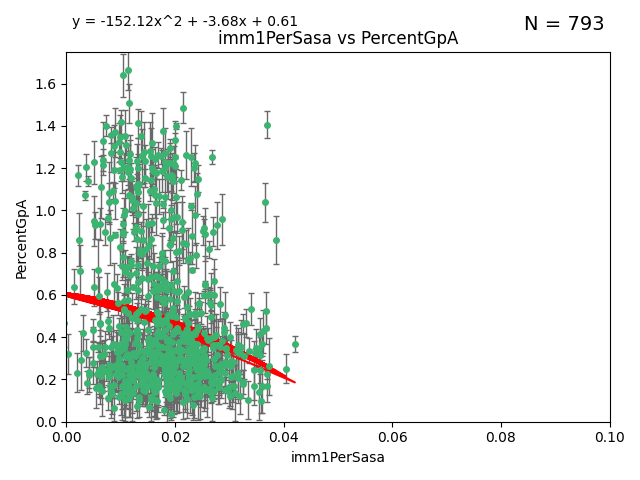 y = -152.12x^2 + -3.68x + 0.61
N = 793
imm1PerSasa vs PercentGpA
1.6
1.4
1.2
1.0
0.8
0.6
0.4
0.2
0.0
PercentGpA
0.00 0.02 0.04 0.06 0.08 0.10
imm1PerSasa